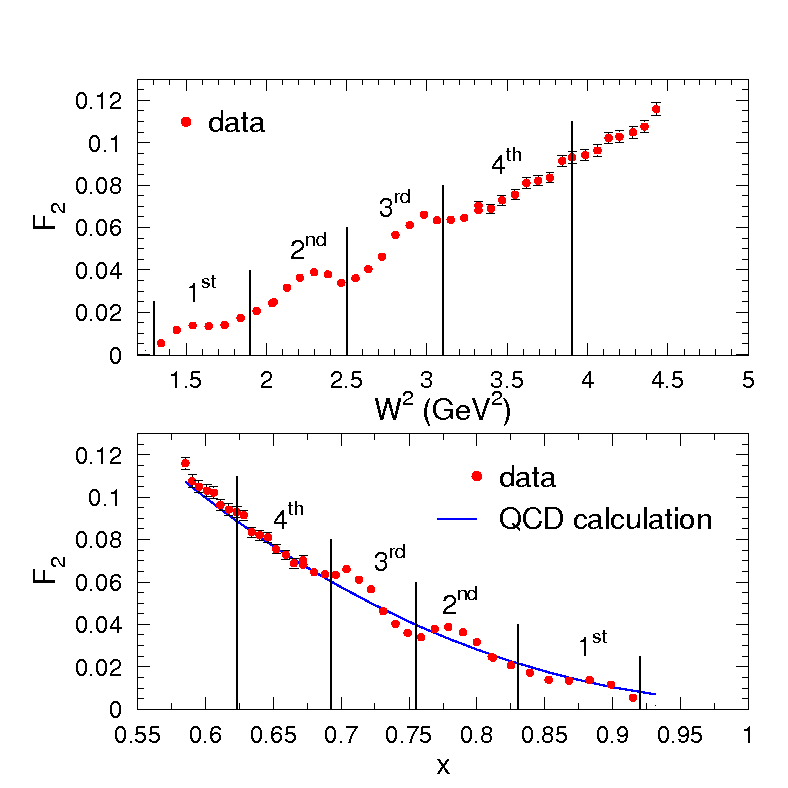 0.12
0.1
0.08
0.06
0.04
0.02
0
F₂
data
1ˢᵗ
2ⁿᵈ
3ʳᵈ
4ᵗʰ
1.5 2 2.5 3 3.5 4 4.5 5
W² (GeV²)
0.12
0.1
0.08
0.06
0.04
0.02
0
F₂
data
QCD calculation
4ᵗʰ
3ʳᵈ
2ⁿᵈ
1ˢᵗ
0.55 0.6 0.65 0.7 0.75 0.8 0.85 0.9 0.95 1
x